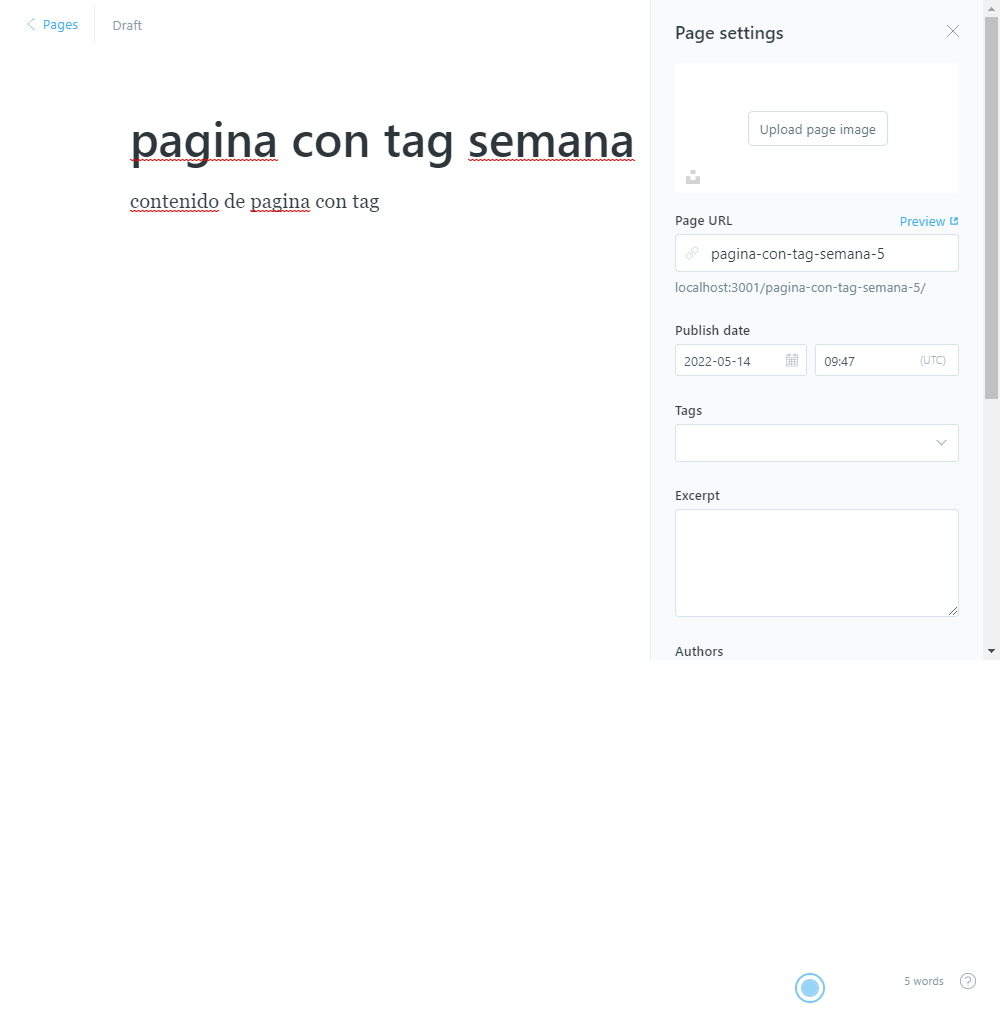 Pages
Draft
pagina con tag semana
contenido de pagina con tag
Page settings
Upload page image
Page URL
Preview
pagina-con-tag-semana-5
localhost:3001/pagina-con-tag-semana-5/
Publish date
2022-05-14
09:47
(UTC)
Tags
Excerpt
Authors
5 words
?